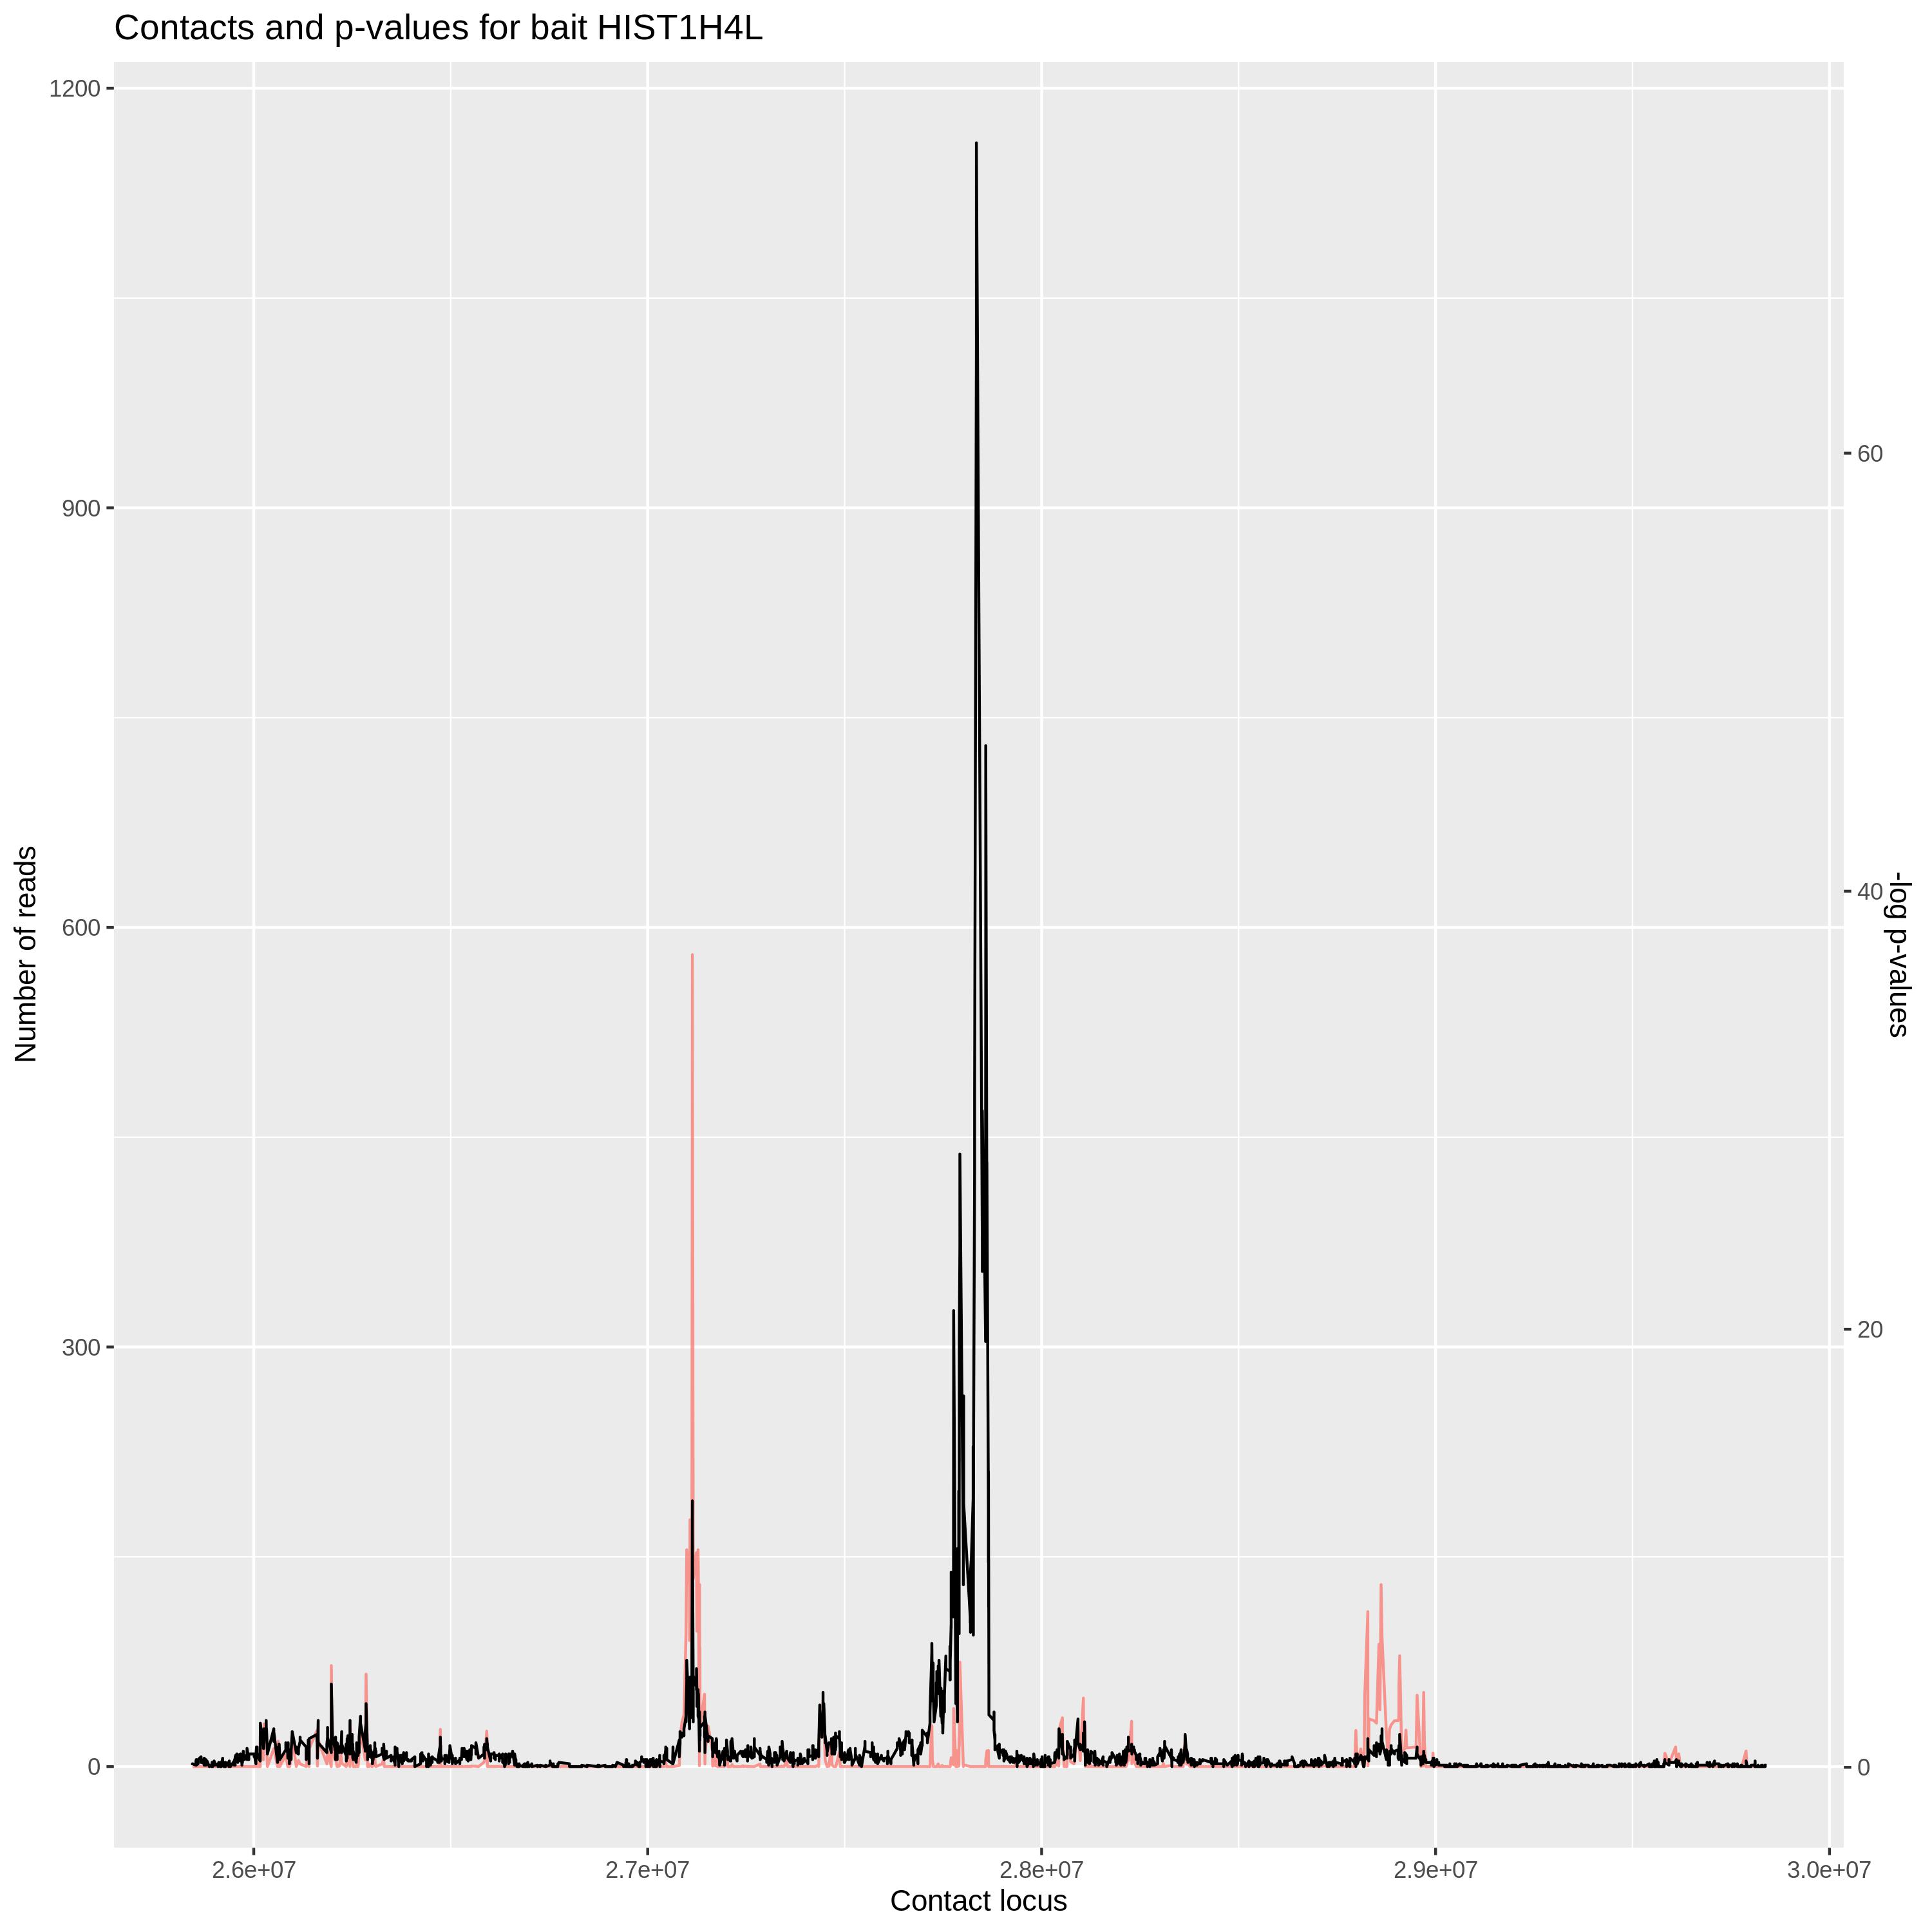 Contacts and p-values for bait HIST1H4L
1200
900
600
300
0
Number of reads
60
40
20
0
-log p-values
2.6e+07 2.7e+07 2.8e+07 2.9e+07 3.0e+07
Contact locus